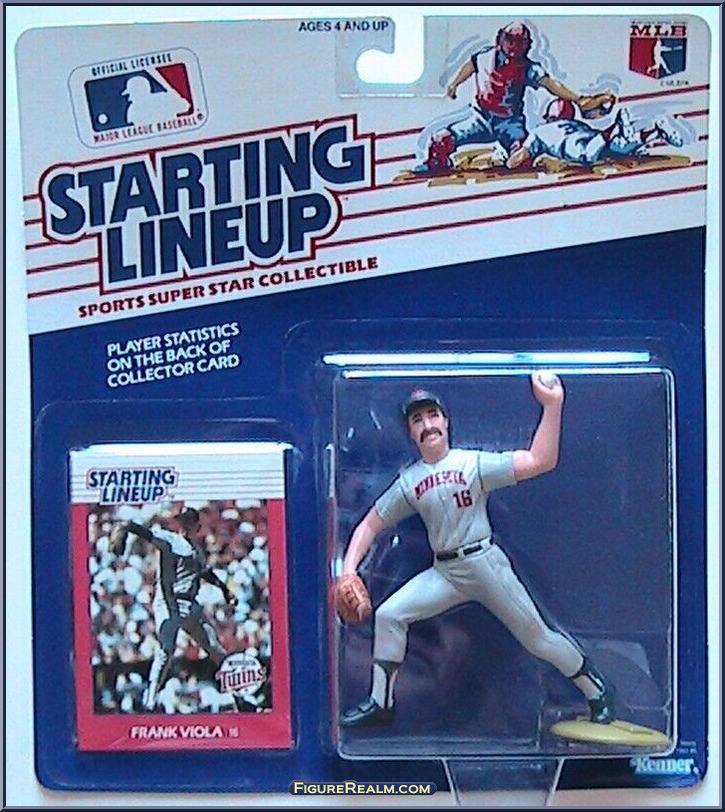 AGES 4 AND UP
OFFICIAL LICENSEE
MAJOR LEAGUE BASEBALL
MLB
STARTING
LINEUP
SPORTS SUPER STAR COLLECTIBLE
PLAYER STATISTICS
ON THE BACK OF
COLLECTOR CARD
STARTING
LINEUP
Twins
FRANK VIOLA 16
MINNESOTA
16
Kenner
FIGUREREALM.COM